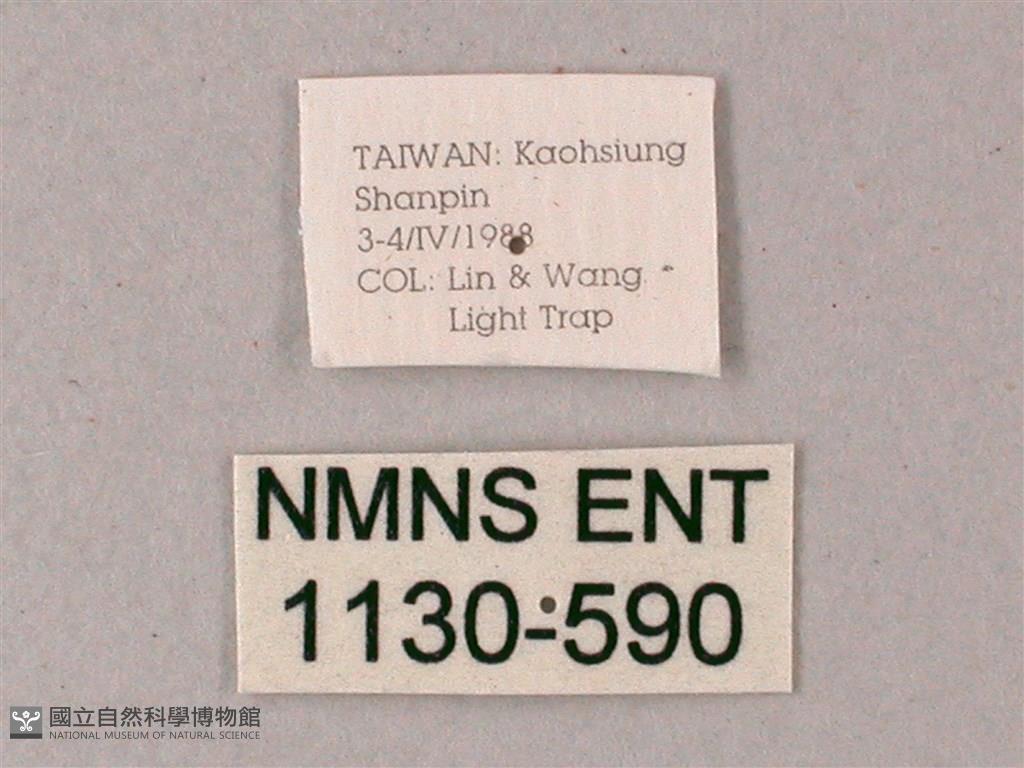 TAIWAN: Kaohsiung
Shanpin
3-4/IV/1988
COL: Lin & Wang
Light Trap
NMNS ENT
1130-590
國立自然科學博物館
NATIONAL MUSEUM OF NATURAL SCIENCE